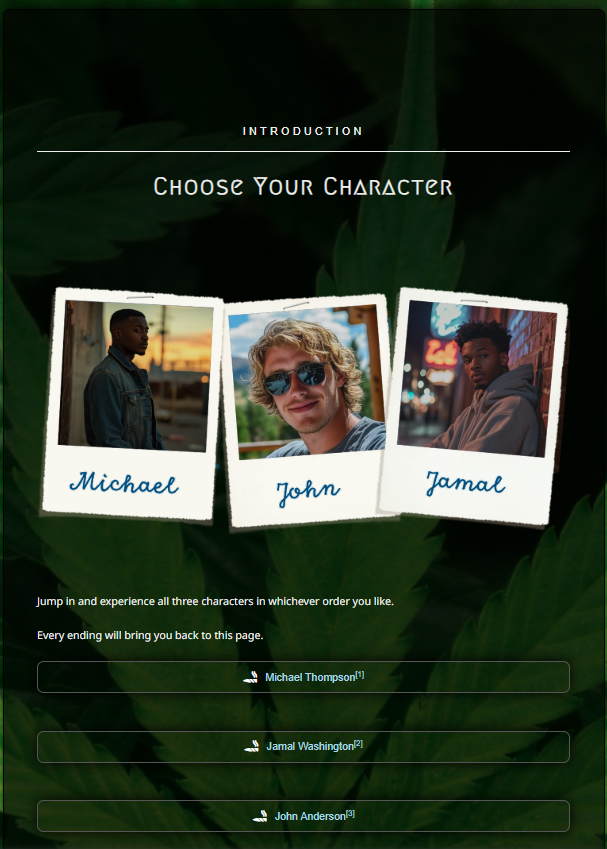 INTRODUCTION
Choose Your Character
Michael
John
Jamal
Jump in and experience all three characters in whichever order you like.
Every ending will bring you back to this page.
Michael Thompson[1]
Jamal Washington[2]
John Anderson[3]